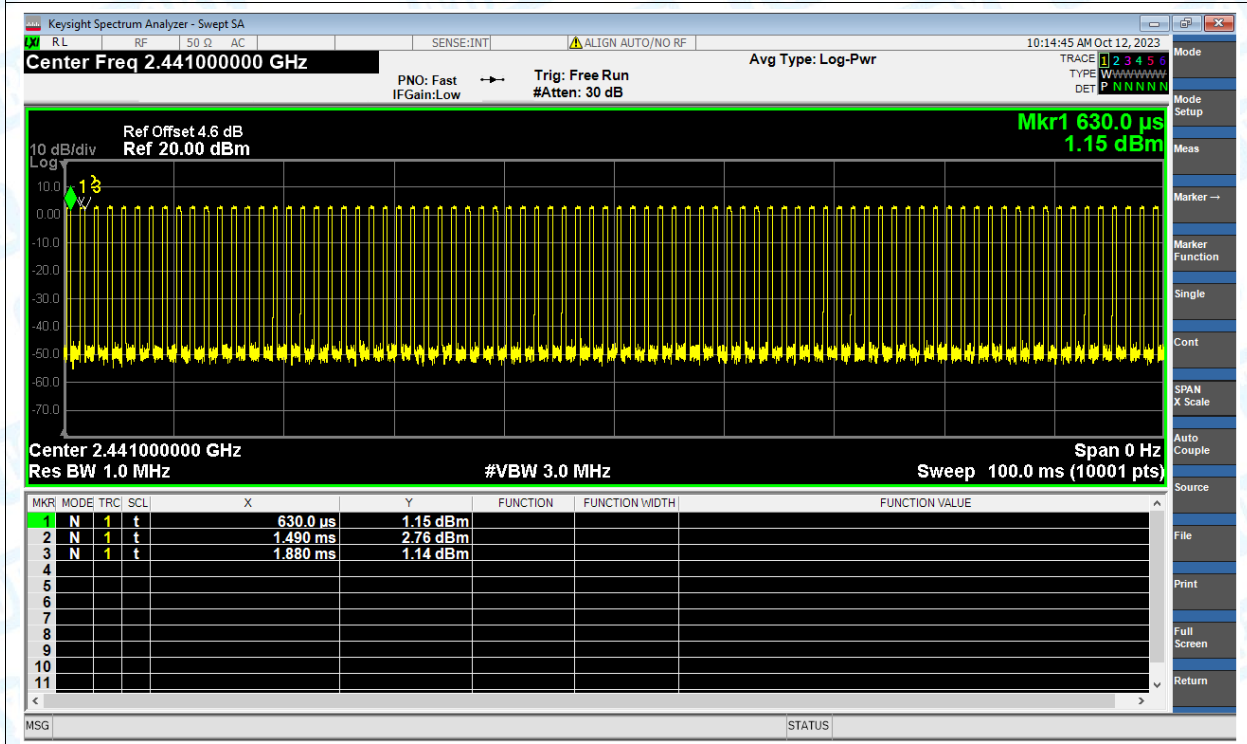 Keysight Spectrum Analyzer - Swept SA
LXI RL RF 50 Ω AC SENSE:INT ALIGN AUTO/NO RF 10:14:45 AM Oct 12, 2023
Center Freq 2.441000000 GHz
PNO: Fast
IFGain:Low
Trig: Free Run
#Atten: 30 dB
Avg Type: Log-Pwr
TRACE 1 2 3 4 5 6
TYPE WWWWWW
DET P N N N N N
Mkr1 630.0 µs
1.15 dBm
Ref Offset 4.6 dB
10 dB/div Ref 20.00 dBm
Log
10.0
0.00
-10.0
-20.0
-30.0
-40.0
-50.0
-60.0
-70.0
1
3
Center 2.441000000 GHz Span 0 Hz
Res BW 1.0 MHz #VBW 3.0 MHz Sweep 100.0 ms (10001 pts)
MKR MODE TRC SCL X Y FUNCTION FUNCTION WIDTH FUNCTION VALUE
1 N 1 t 630.0 µs 1.15 dBm
2 N 1 t 1.490 ms 2.76 dBm
3 N 1 t 1.880 ms 1.14 dBm
4
5
6
7
8
9
10
11
MSG STATUS
Mode
Mode Setup
Meas
Marker →
Marker Function
Single
Cont
SPAN X Scale
Auto Couple
Source
File
Print
Full Screen
Return